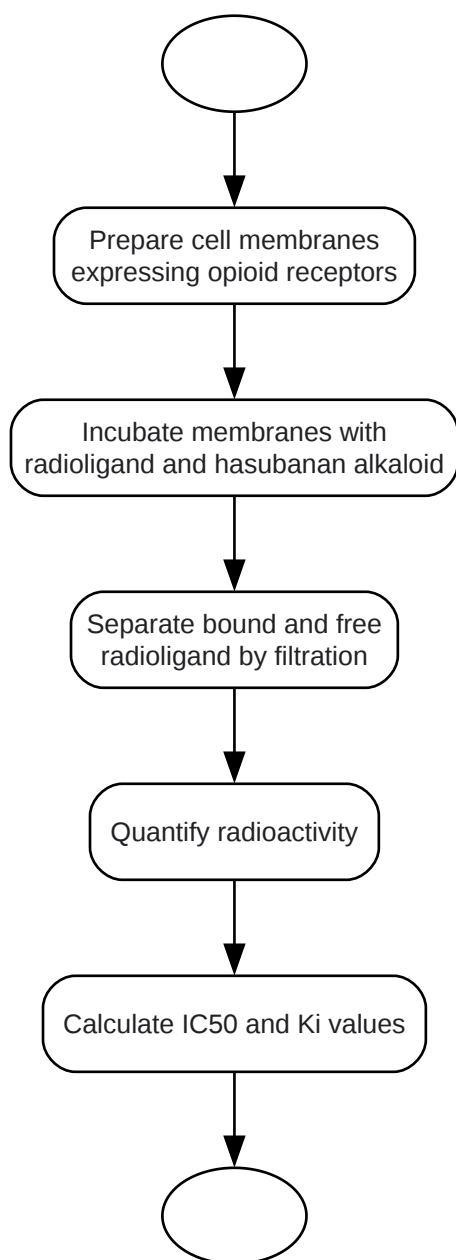 Prepare cell membranes
expressing opioid receptors
Incubate membranes with
radioligand and hasubanan alkaloid
Separate bound and free
radioligand by filtration
Quantify radioactivity
Calculate IC50 and Ki values